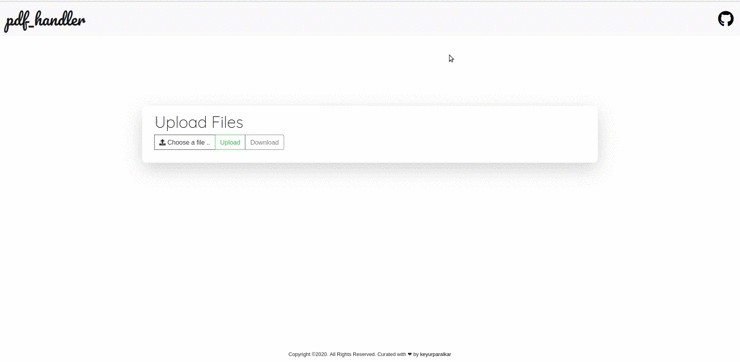 pdf_handler
Upload Files
Choose a file .. Upload Download
Copyright ©2020. All Rights Reserved. Curated with ❤ by keyurparalkar